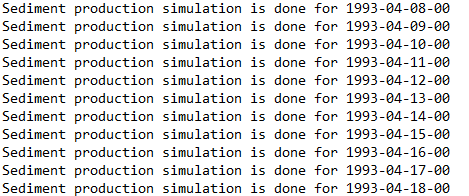 Sediment production simulation is done for 1993-04-08-00
Sediment production simulation is done for 1993-04-09-00
Sediment production simulation is done for 1993-04-10-00
Sediment production simulation is done for 1993-04-11-00
Sediment production simulation is done for 1993-04-12-00
Sediment production simulation is done for 1993-04-13-00
Sediment production simulation is done for 1993-04-14-00
Sediment production simulation is done for 1993-04-15-00
Sediment production simulation is done for 1993-04-16-00
Sediment production simulation is done for 1993-04-17-00
Sediment production simulation is done for 1993-04-18-00